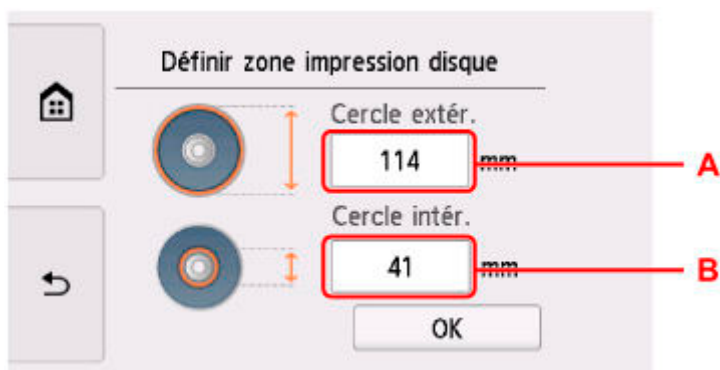 Définir zone impression disque
Cercle extér.
114 mm A
Cercle intér.
41 mm B
OK